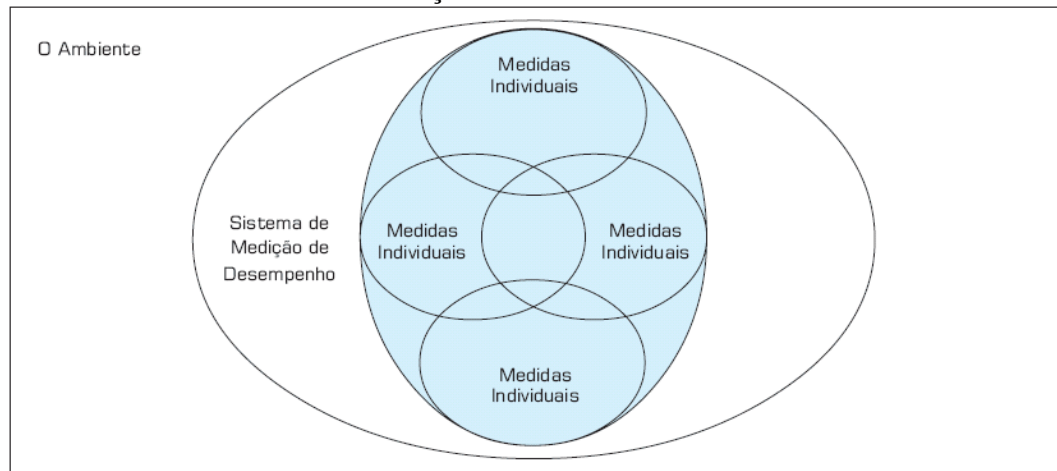 O Ambiente
Medidas
Individuais
Sistema de
Medição de
Desempenho
Medidas
Individuais
Medidas
Individuais
Medidas
Individuais